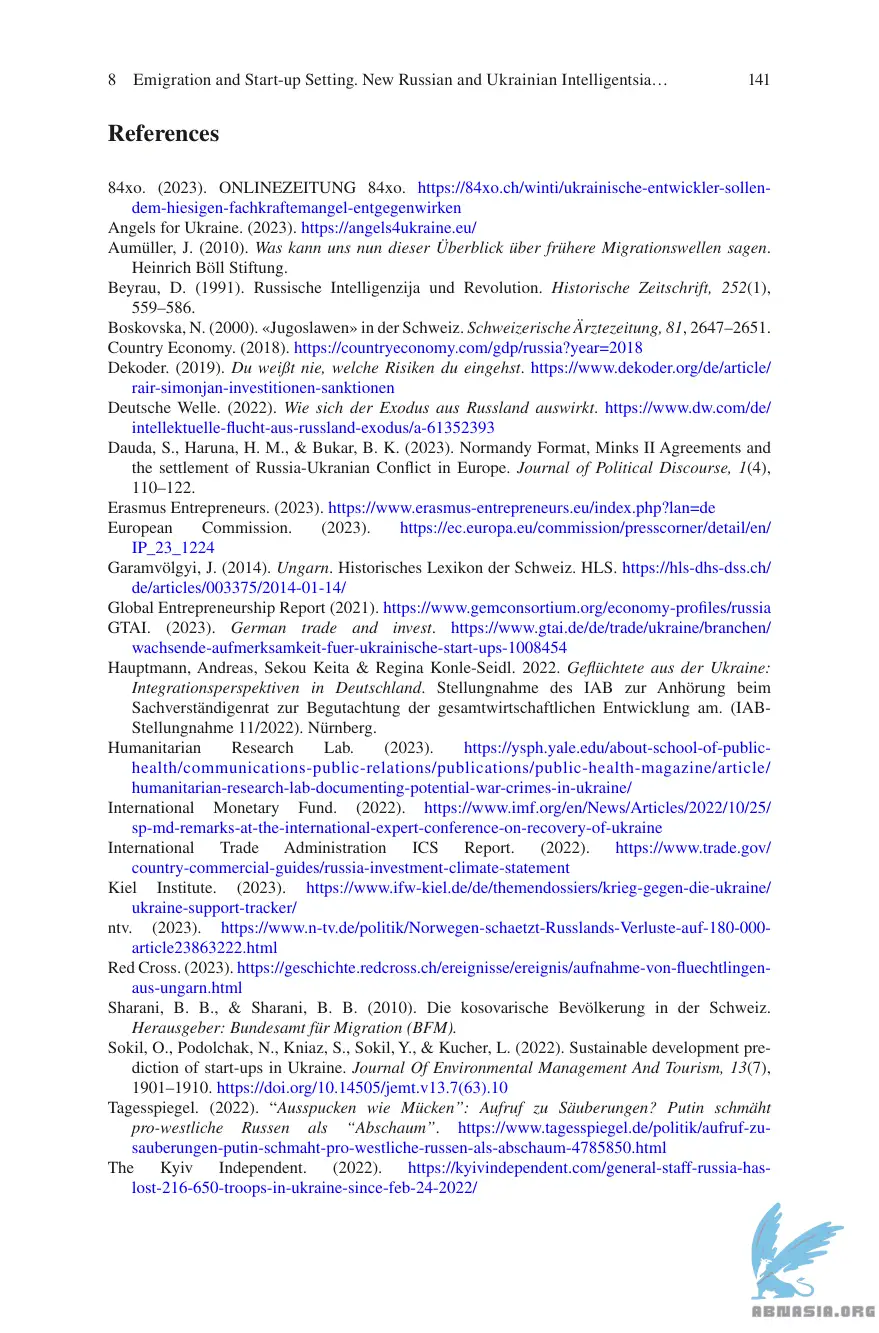 8 Emigration and Start-up Setting. New Russian and Ukrainian Intelligentsia… 141
References
84xo. (2023). ONLINEZEITUNG 84xo. https://84xo.ch/winti/ukrainische-entwickler-sollen-
dem-hiesigen-fachkraftemangel-entgegenwirken
Angels for Ukraine. (2023). https://angels4ukraine.eu/
Aumüller, J. (2010). Was kann uns nun dieser Überblick über frühere Migrationswellen sagen.
Heinrich Böll Stiftung.
Beyrau, D. (1991). Russische Intelligenzija und Revolution. Historische Zeitschrift, 252(1),
559–586.
Boskovska, N. (2000). «Jugoslawen» in der Schweiz. Schweizerische Ärztezeitung, 81, 2647–2651.
Country Economy. (2018). https://countryeconomy.com/gdp/russia?year=2018
Dekoder. (2019). Du weißt nie, welche Risiken du eingehst. https://www.dekoder.org/de/article/
rair-simonjan-investitionen-sanktionen
Deutsche Welle. (2022). Wie sich der Exodus aus Russland auswirkt. https://www.dw.com/de/
intellektuelle-flucht-aus-russland-exodus/a-61352393
Dauda, S., Haruna, H. M., & Bukar, B. K. (2023). Normandy Format, Minks II Agreements and
the settlement of Russia-Ukranian Conflict in Europe. Journal of Political Discourse, 1(4),
110–122.
Erasmus Entrepreneurs. (2023). https://www.erasmus-entrepreneurs.eu/index.php?lan=de
European Commission. (2023). https://ec.europa.eu/commission/presscorner/detail/en/
IP_23_1224
Garamvölgyi, J. (2014). Ungarn. Historisches Lexikon der Schweiz. HLS. https://hls-dhs-dss.ch/
de/articles/003375/2014-01-14/
Global Entrepreneurship Report (2021). https://www.gemconsortium.org/economy-profiles/russia
GTAI. (2023). German trade and invest. https://www.gtai.de/de/trade/ukraine/branchen/
wachsende-aufmerksamkeit-fuer-ukrainische-start-ups-1008454
Hauptmann, Andreas, Sekou Keita & Regina Konle-Seidl. 2022. Geflüchtete aus der Ukraine:
Integrationsperspektiven in Deutschland. Stellungnahme des IAB zur Anhörung beim
Sachverständigenrat zur Begutachtung der gesamtwirtschaftlichen Entwicklung am. (IAB-
Stellungnahme 11/2022). Nürnberg.
Humanitarian Research Lab. (2023). https://ysph.yale.edu/about-school-of-public-
health/communications-public-relations/publications/public-health-magazine/article/
humanitarian-research-lab-documenting-potential-war-crimes-in-ukraine/
International Monetary Fund. (2022). https://www.imf.org/en/News/Articles/2022/10/25/
sp-md-remarks-at-the-international-expert-conference-on-recovery-of-ukraine
International Trade Administration ICS Report. (2022). https://www.trade.gov/
country-commercial-guides/russia-investment-climate-statement
Kiel Institute. (2023). https://www.ifw-kiel.de/de/themendossiers/krieg-gegen-die-ukraine/
ukraine-support-tracker/
ntv. (2023). https://www.n-tv.de/politik/Norwegen-schaetzt-Russlands-Verluste-auf-180-000-
article23863222.html
Red Cross. (2023). https://geschichte.redcross.ch/ereignisse/ereignis/aufnahme-von-fluechtlingen-
aus-ungarn.html
Sharani, B. B., & Sharani, B. B. (2010). Die kosovarische Bevölkerung in der Schweiz.
Herausgeber: Bundesamt für Migration (BFM).
Sokil, O., Podolchak, N., Kniaz, S., Sokil, Y., & Kucher, L. (2022). Sustainable development pre-
diction of start-ups in Ukraine. Journal Of Environmental Management And Tourism, 13(7),
1901–1910. https://doi.org/10.14505/jemt.v13.7(63).10
Tagesspiegel. (2022). “Ausspucken wie Mücken”: Aufruf zu Säuberungen? Putin schmäht
pro-westliche Russen als “Abschaum”. https://www.tagesspiegel.de/politik/aufruf-zu-
sauberungen-putin-schmaht-pro-westliche-russen-als-abschaum-4785850.html
The Kyiv Independent. (2022). https://kyivindependent.com/general-staff-russia-has-
lost-216-650-troops-in-ukraine-since-feb-24-2022/
ABMASIA.ORG